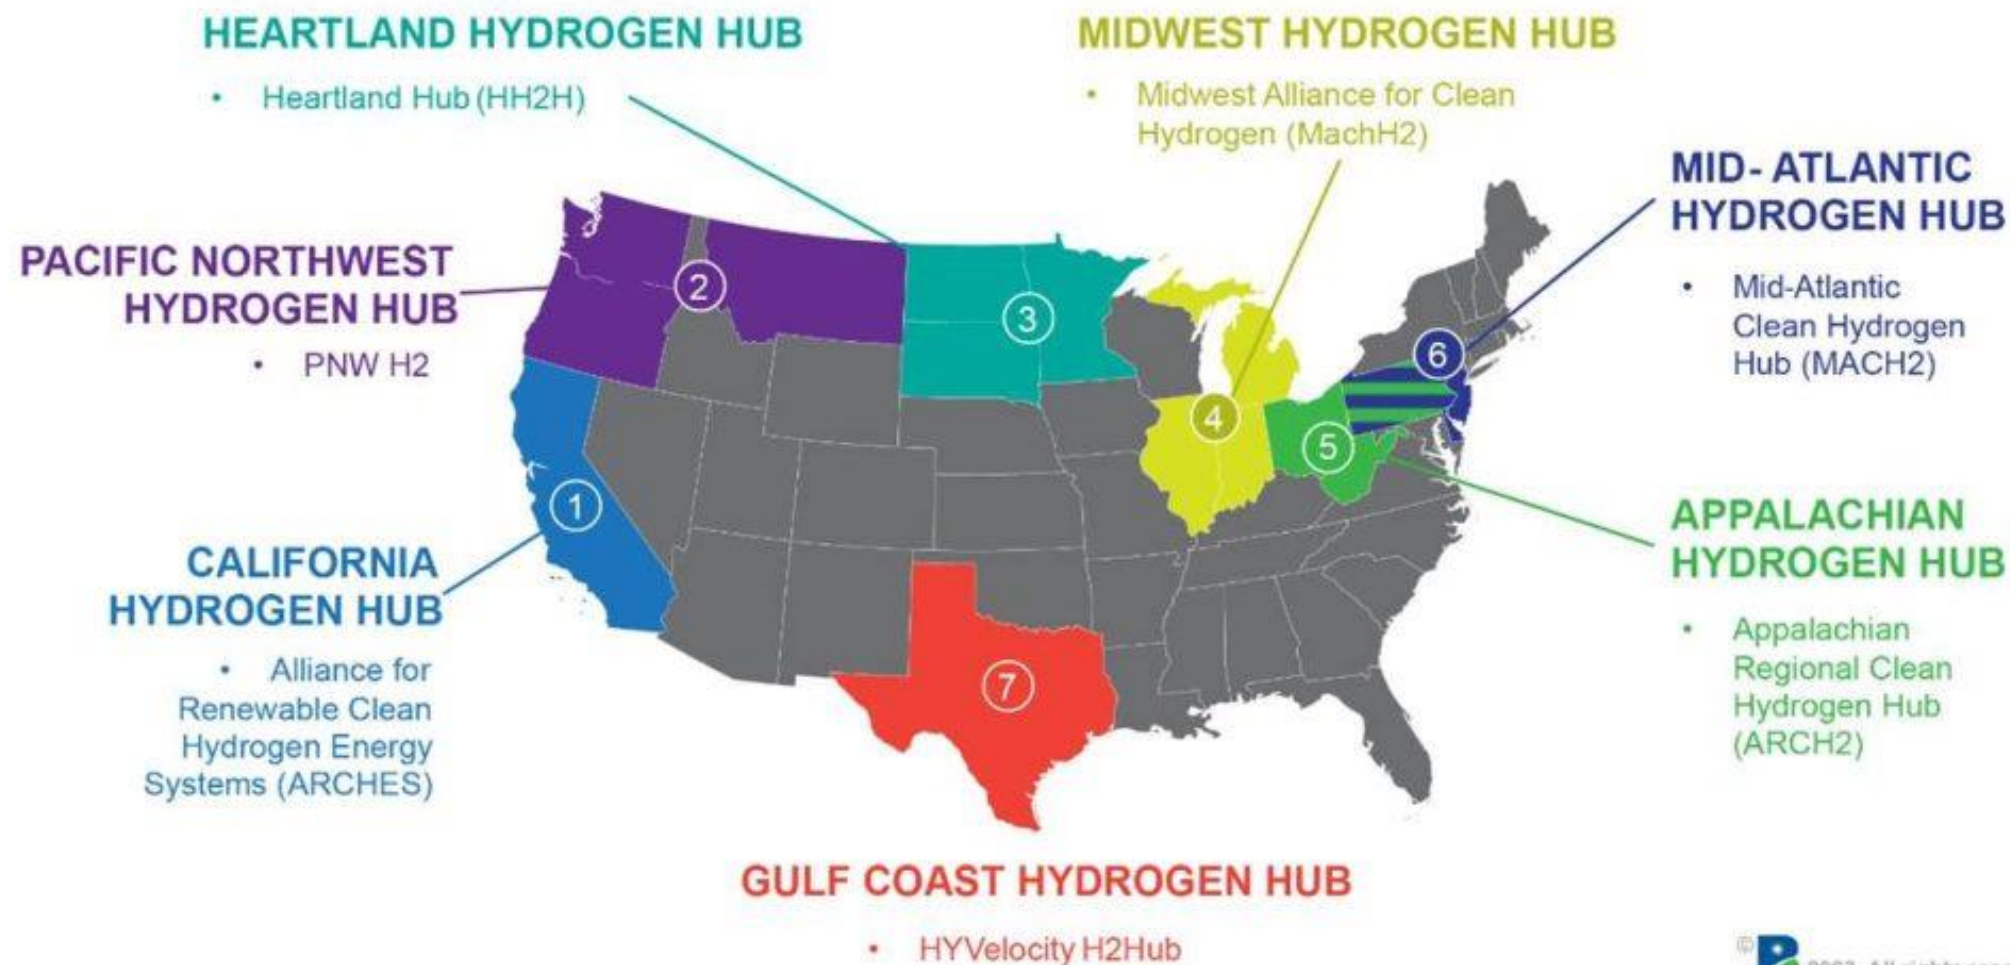 HEARTLAND HYDROGEN HUB
• Heartland Hub (HH2H)
MIDWEST HYDROGEN HUB
• Midwest Alliance for Clean
Hydrogen (MachH2)
MID- ATLANTIC
HYDROGEN HUB
• Mid-Atlantic
Clean Hydrogen
Hub (MACH2)
PACIFIC NORTHWEST
HYDROGEN HUB
• PNW H2
2
3
6
4
5
1
7
CALIFORNIA
HYDROGEN HUB
• Alliance for
Renewable Clean
Hydrogen Energy
Systems (ARCHES)
APPALACHIAN
HYDROGEN HUB
• Appalachian
Regional Clean
Hydrogen Hub
(ARCH2)
GULF COAST HYDROGEN HUB
• HYVelocity H2Hub
©